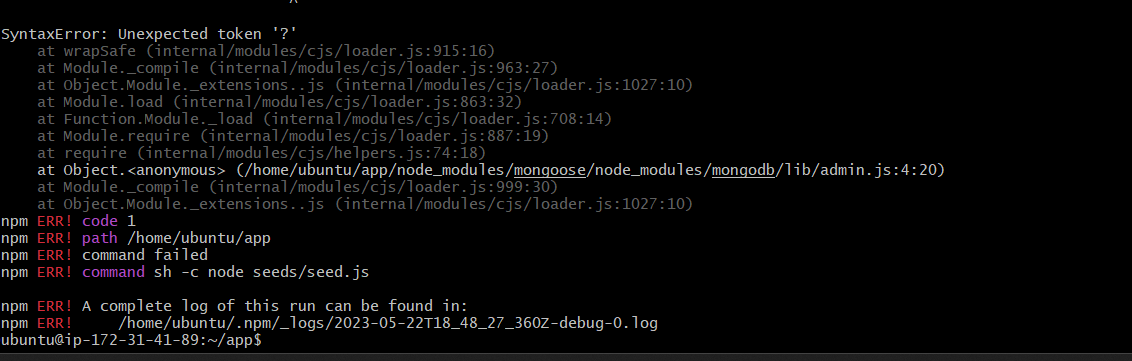 ^
SyntaxError: Unexpected token '?'
    at wrapSafe (internal/modules/cjs/loader.js:915:16)
    at Module._compile (internal/modules/cjs/loader.js:963:27)
    at Object.Module._extensions..js (internal/modules/cjs/loader.js:1027:10)
    at Module.load (internal/modules/cjs/loader.js:863:32)
    at Function.Module._load (internal/modules/cjs/loader.js:708:14)
    at Module.require (internal/modules/cjs/loader.js:887:19)
    at require (internal/modules/cjs/helpers.js:74:18)
    at Object.<anonymous> (/home/ubuntu/app/node_modules/mongoose/node_modules/mongodb/lib/admin.js:4:20)
    at Module._compile (internal/modules/cjs/loader.js:999:30)
    at Object.Module._extensions..js (internal/modules/cjs/loader.js:1027:10)
npm ERR! code 1
npm ERR! path /home/ubuntu/app
npm ERR! command failed
npm ERR! command sh -c node seeds/seed.js
npm ERR! A complete log of this run can be found in:
npm ERR!     /home/ubuntu/.npm/_logs/2023-05-22T18_48_27_360Z-debug-0.log
ubuntu@ip-172-31-41-89:~/app$